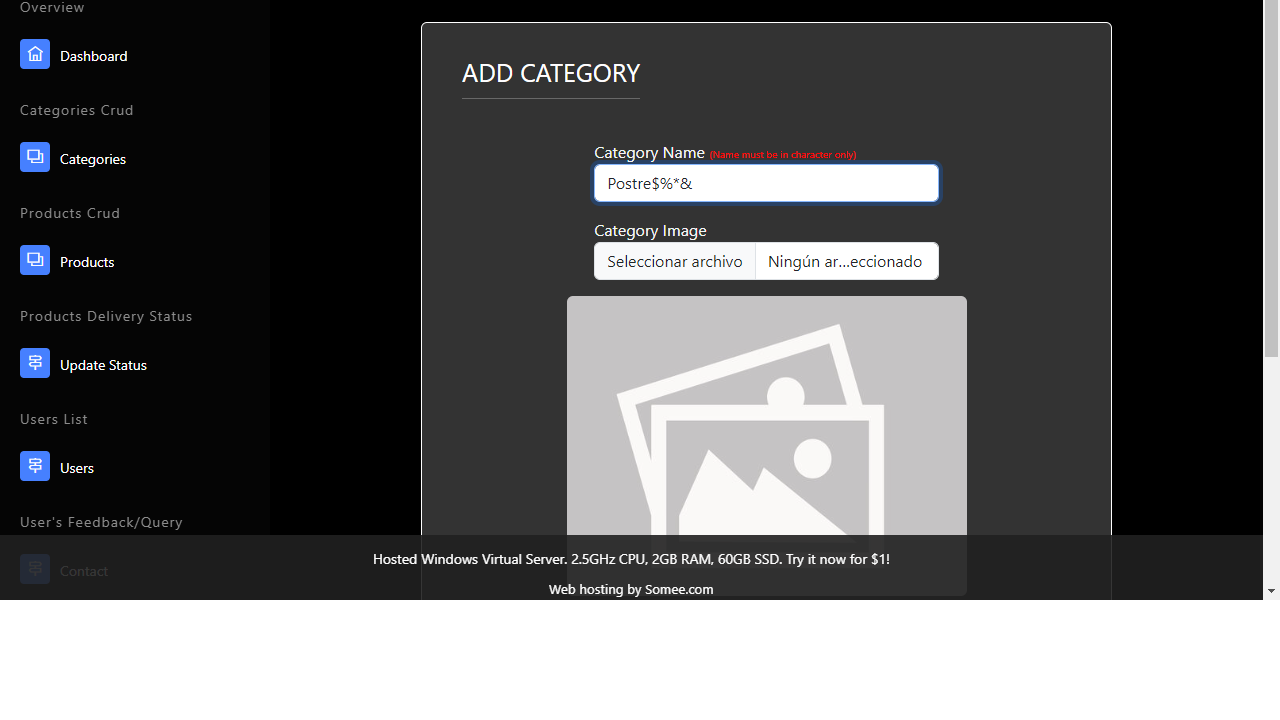 Overview
Dashboard
Categories Crud
Categories
Products Crud
Products
Products Delivery Status
Update Status
Users List
Users
User's Feedback/Query
Contact
ADD CATEGORY
Category Name (Name must be in character only)
Postre$%*&
Category Image
Seleccionar archivo Ningún ar...eccionado
Hosted Windows Virtual Server. 2.5GHz CPU, 2GB RAM, 60GB SSD. Try it now for $1!
Web hosting by Somee.com